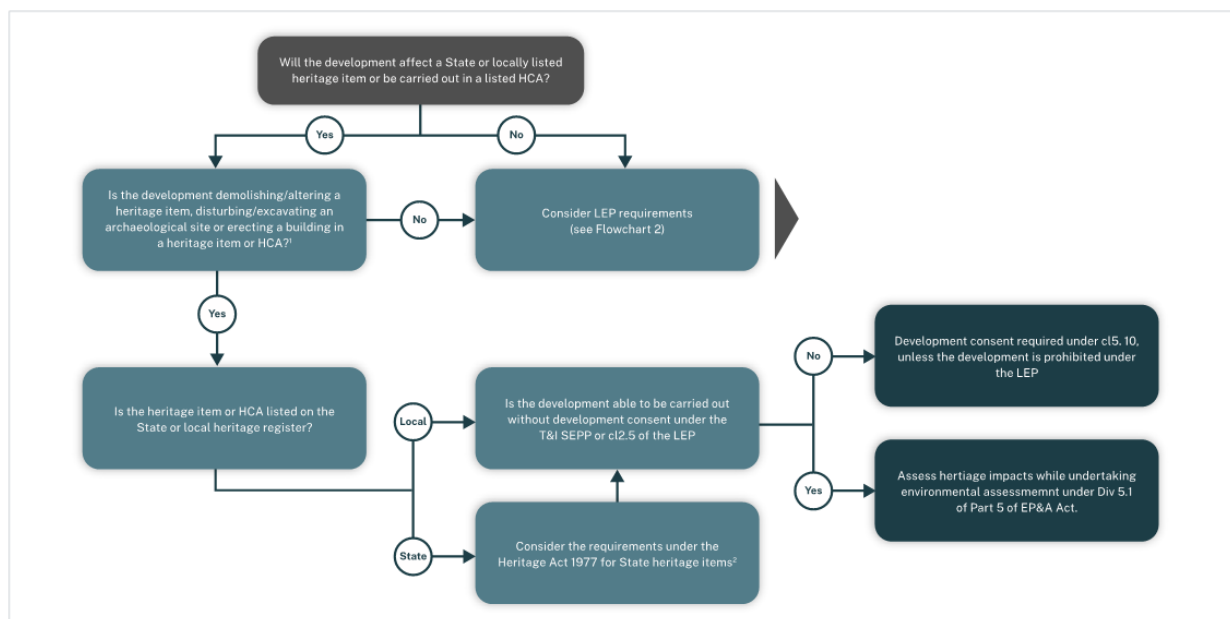 Will the development affect a State or locally listed
heritage item or be carried out in a listed HCA?
Yes
No
Is the development demolishing/altering a
heritage item, disturbing/excavating an
archaeological site or erecting a building in
a heritage item or HCA?¹
No
Consider LEP requirements
(see Flowchart 2)
Yes
Is the heritage item or HCA listed on the
State or local heritage register?
Local
State
Is the development able to be carried out
without development consent under the
T&I SEPP or cl2.5 of the LEP
Consider the requirements under the
Heritage Act 1977 for State heritage items²
No
Development consent required under cl5. 10,
unless the development is prohibited under
the LEP
Yes
Assess hertiage impacts while undertaking
environmental assessmemnt under Div 5.1
of Part 5 of EP&A Act.